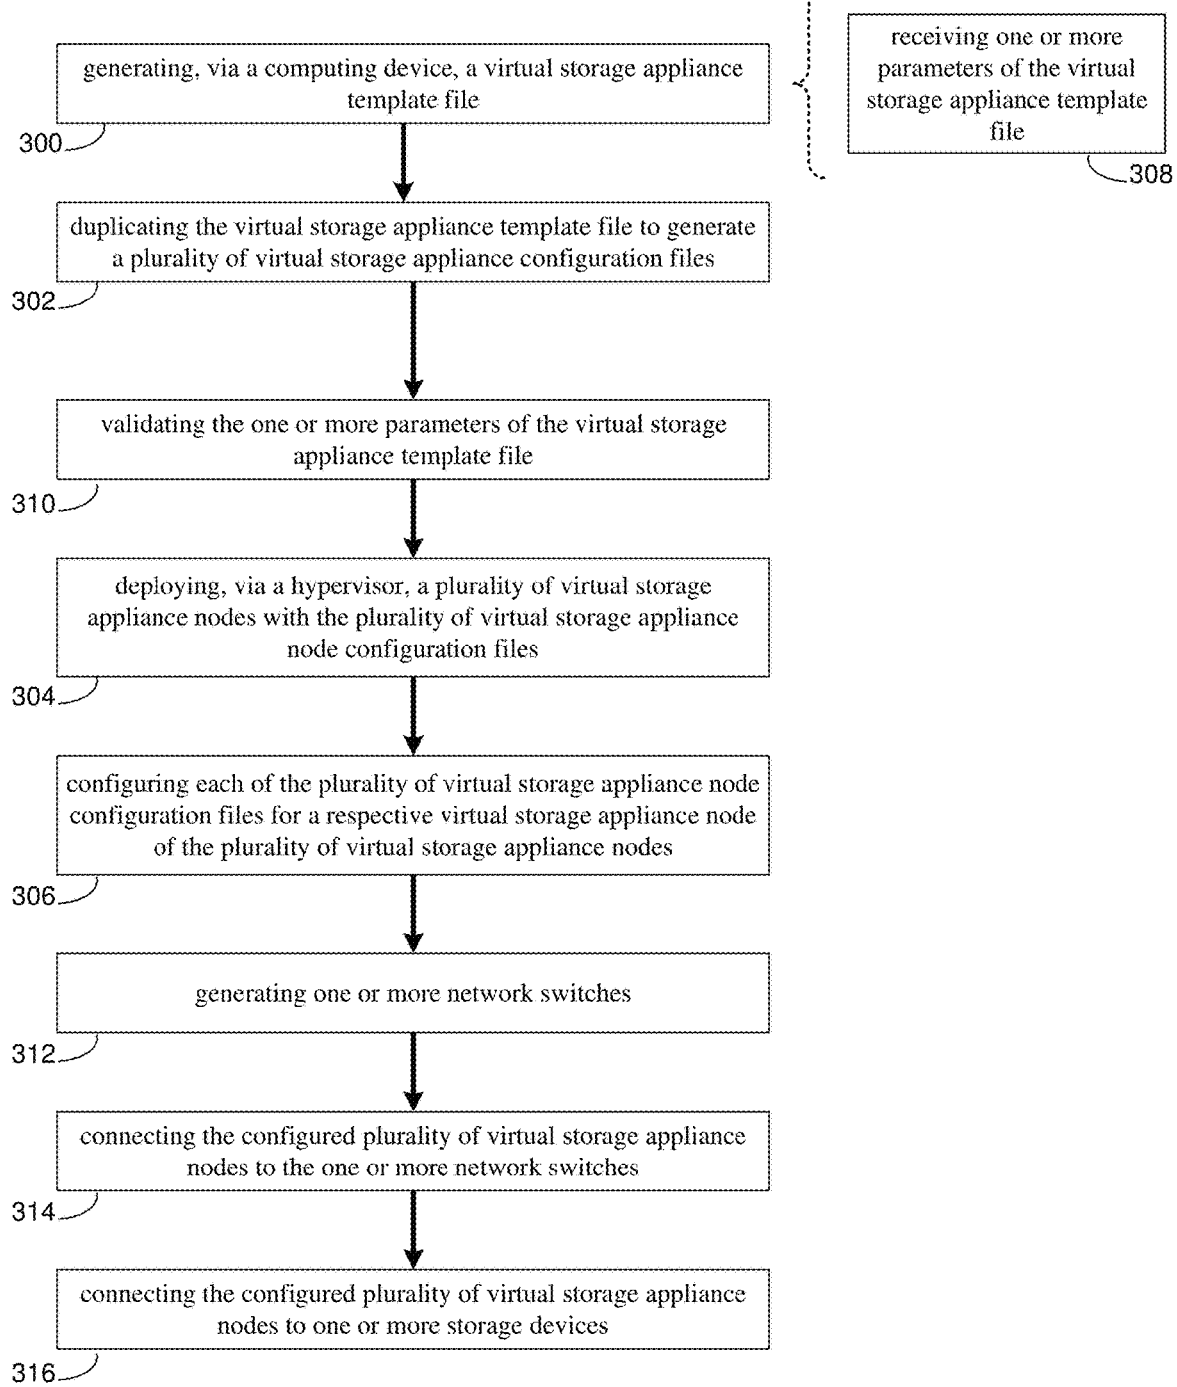 generating, via a computing device, a virtual storage appliance
template file
300
receiving one or more
parameters of the virtual
storage appliance template
file
308
duplicating the virtual storage appliance template file to generate
a plurality of virtual storage appliance configuration files
302
validating the one or more parameters of the virtual storage
appliance template file
310
deploying, via a hypervisor, a plurality of virtual storage
appliance nodes with the plurality of virtual storage appliance
node configuration files
304
configuring each of the plurality of virtual storage appliance node
configuration files for a respective virtual storage appliance node
of the plurality of virtual storage appliance nodes
306
generating one or more network switches
312
connecting the configured plurality of virtual storage appliance
nodes to the one or more network switches
314
connecting the configured plurality of virtual storage appliance
nodes to one or more storage devices
316